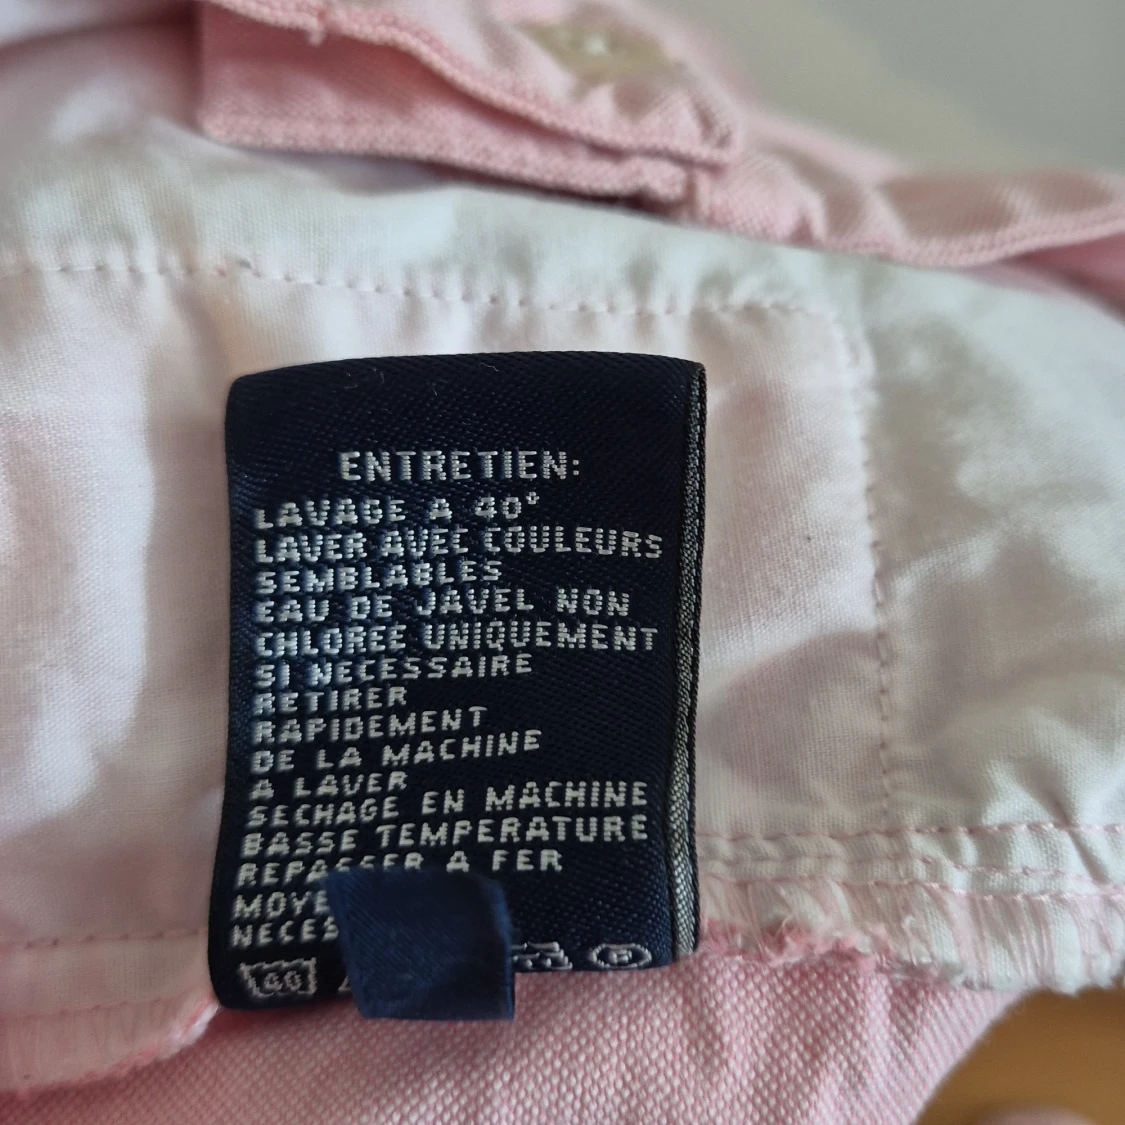 ENTRETIEN:
LAVAGE A 40°
LAVER AVEC COULEURS
SEMBLABLES
EAU DE JAVEL NON
CHLOREE UNIQUEMENT
SI NECESSAIRE
RETIRER
RAPIDEMENT
DE LA MACHINE
A LAVER
SECHAGE EN MACHINE
BASSE TEMPERATURE
REPASSER A FER
40 P